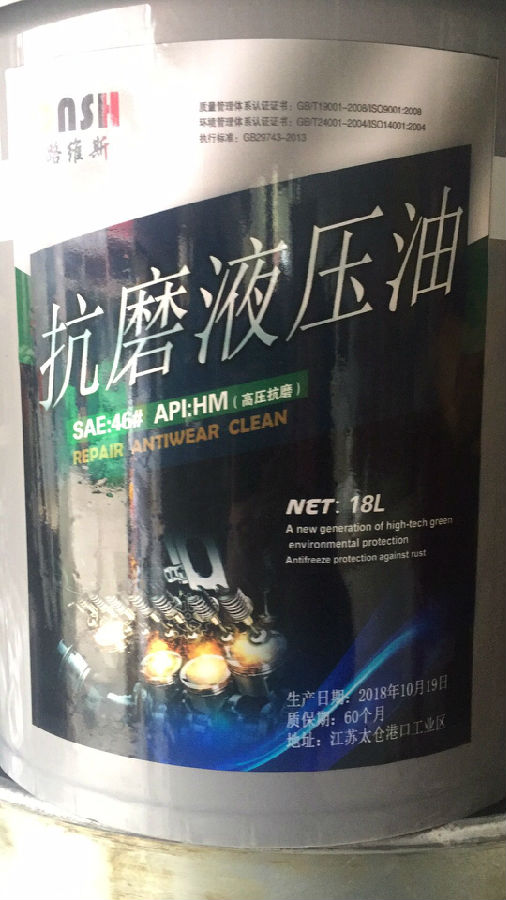 NSH
维斯
质量管理体系认证证书：GB/T19001-2008/ISO9001:2008
环境管理体系认证证书：GB/T24001-2004/ISO14001:2004
执行标准：GB29743-2013
抗磨液压油
SAE:46# API:HM（高压抗磨）
REPAIR ANTIWEAR CLEAN
NET: 18L
A new generation of high-tech green
environmental protection
Antifreeze protection against rust
生产日期：2018年10月19日
质保期：60个月
地址：江苏太仓港口工业区